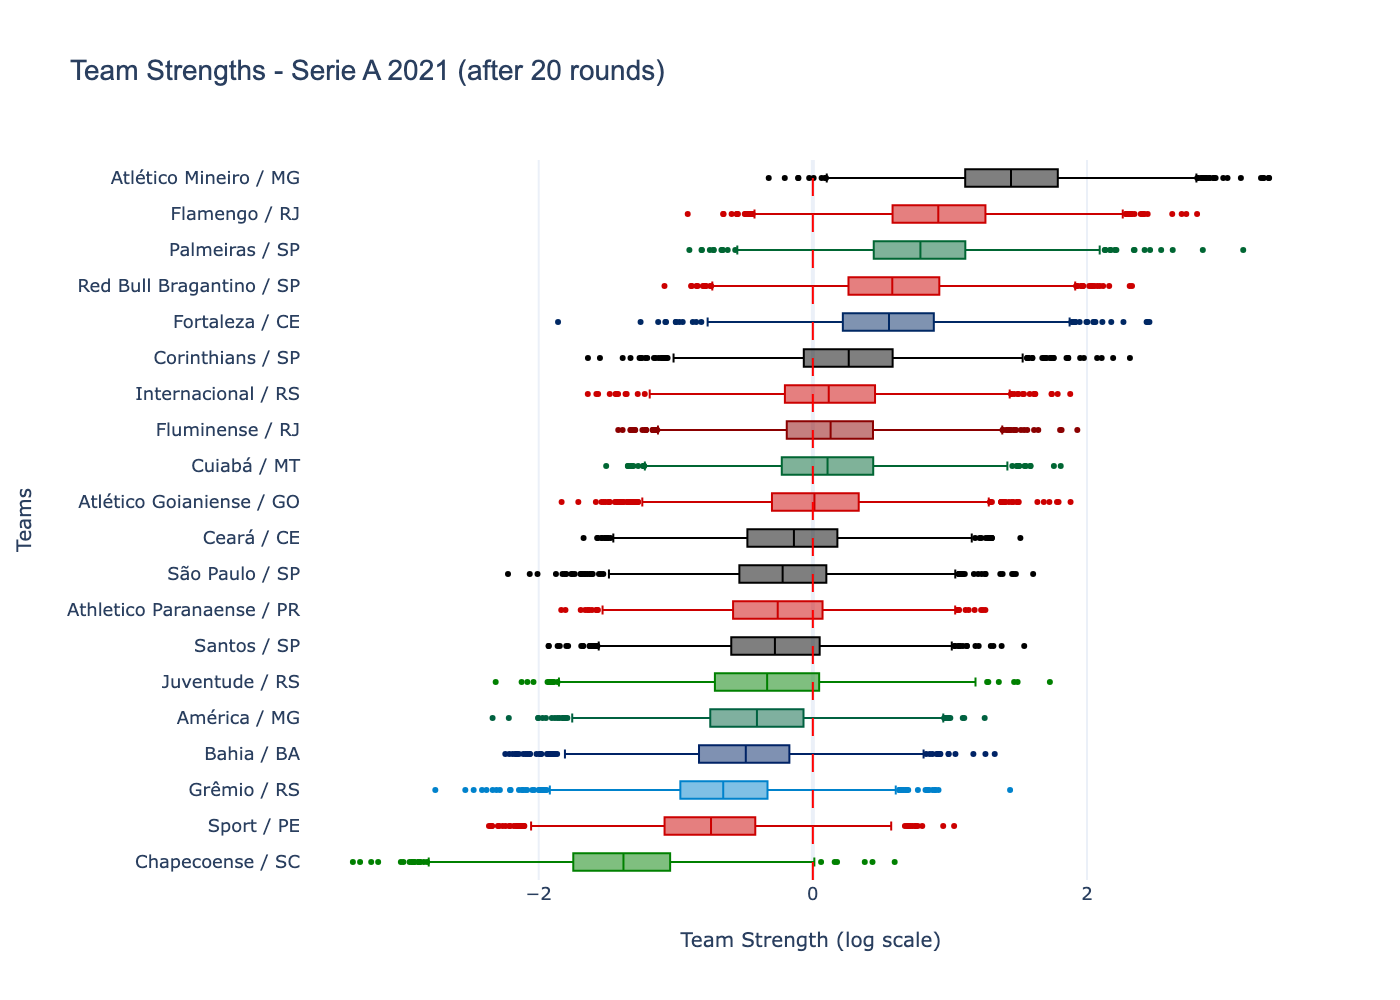 Team Strengths - Serie A 2021 (after 20 rounds)
Atlético Mineiro / MG
Flamengo / RJ
Palmeiras / SP
Red Bull Bragantino / SP
Fortaleza / CE
Corinthians / SP
Internacional / RS
Fluminense / RJ
Cuiabá / MT
Atlético Goianiense / GO
Ceará / CE
São Paulo / SP
Athletico Paranaense / PR
Santos / SP
Juventude / RS
América / MG
Bahia / BA
Grêmio / RS
Sport / PE
Chapecoense / SC
Teams
−2 0 2
Team Strength (log scale)